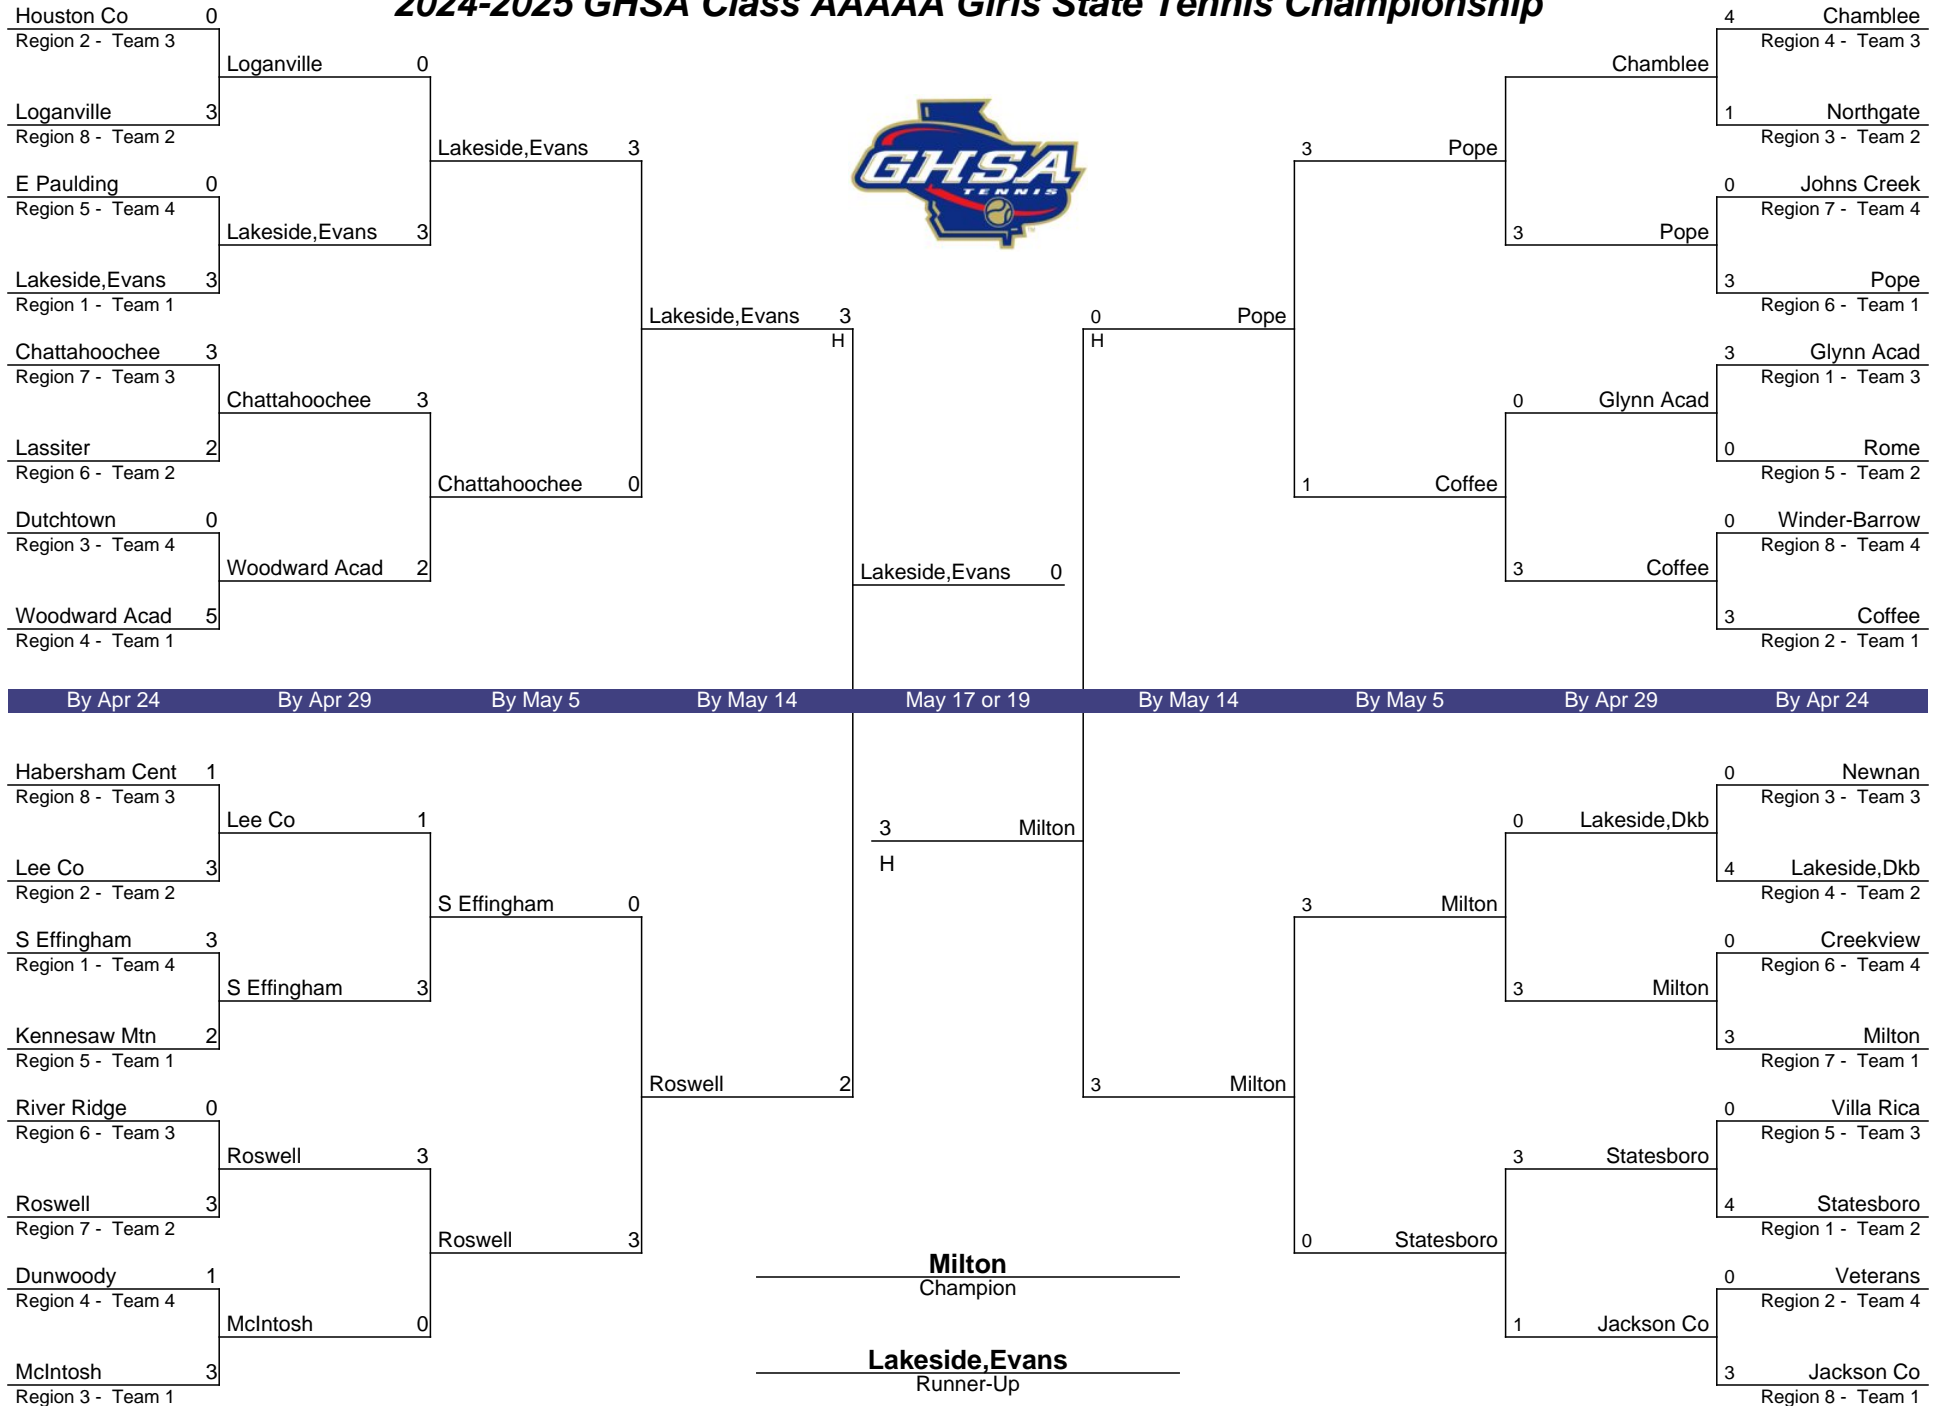 2024-2025 GHSA Class AAAAA Girls State Tennis Championship
Houston Co 0
Region 2 - Team 3
Loganville 3
Region 8 - Team 2
E Paulding 0
Region 5 - Team 4
Lakeside,Evans 3
Region 1 - Team 1
Chattahoochee 3
Region 7 - Team 3
Lassiter 2
Region 6 - Team 2
Dutchtown 0
Region 3 - Team 4
Woodward Acad 5
Region 4 - Team 1
Loganville 0
Lakeside,Evans 3
Chattahoochee 3
Woodward Acad 2
Lakeside,Evans 3
Chattahoochee 0
Lakeside,Evans 3
H
Lakeside,Evans 0
GHSA
TENNIS
0 Pope
H
3 Pope
1 Coffee
Chamblee
3 Pope
0 Glynn Acad
3 Coffee
4 Chamblee
Region 4 - Team 3
1 Northgate
Region 3 - Team 2
0 Johns Creek
Region 7 - Team 4
3 Pope
Region 6 - Team 1
3 Glynn Acad
Region 1 - Team 3
0 Rome
Region 5 - Team 2
0 Winder-Barrow
Region 8 - Team 4
3 Coffee
Region 2 - Team 1
By Apr 24 By Apr 29 By May 5 By May 14 May 17 or 19 By May 14 By May 5 By Apr 29 By Apr 24
Habersham Cent 1
Region 8 - Team 3
Lee Co 3
Region 2 - Team 2
S Effingham 3
Region 1 - Team 4
Kennesaw Mtn 2
Region 5 - Team 1
River Ridge 0
Region 6 - Team 3
Roswell 3
Region 7 - Team 2
Dunwoody 1
Region 4 - Team 4
McIntosh 3
Region 3 - Team 1
Lee Co 1
S Effingham 3
Roswell 3
McIntosh 0
S Effingham 0
Roswell 3
Roswell 2
3 Milton
H
3 Milton
3 Milton
0 Statesboro
0 Lakeside,Dkb
3 Milton
3 Statesboro
1 Jackson Co
0 Newnan
Region 3 - Team 3
4 Lakeside,Dkb
Region 4 - Team 2
0 Creekview
Region 6 - Team 4
3 Milton
Region 7 - Team 1
0 Villa Rica
Region 5 - Team 3
4 Statesboro
Region 1 - Team 2
0 Veterans
Region 2 - Team 4
3 Jackson Co
Region 8 - Team 1
Milton
Champion
Lakeside,Evans
Runner-Up